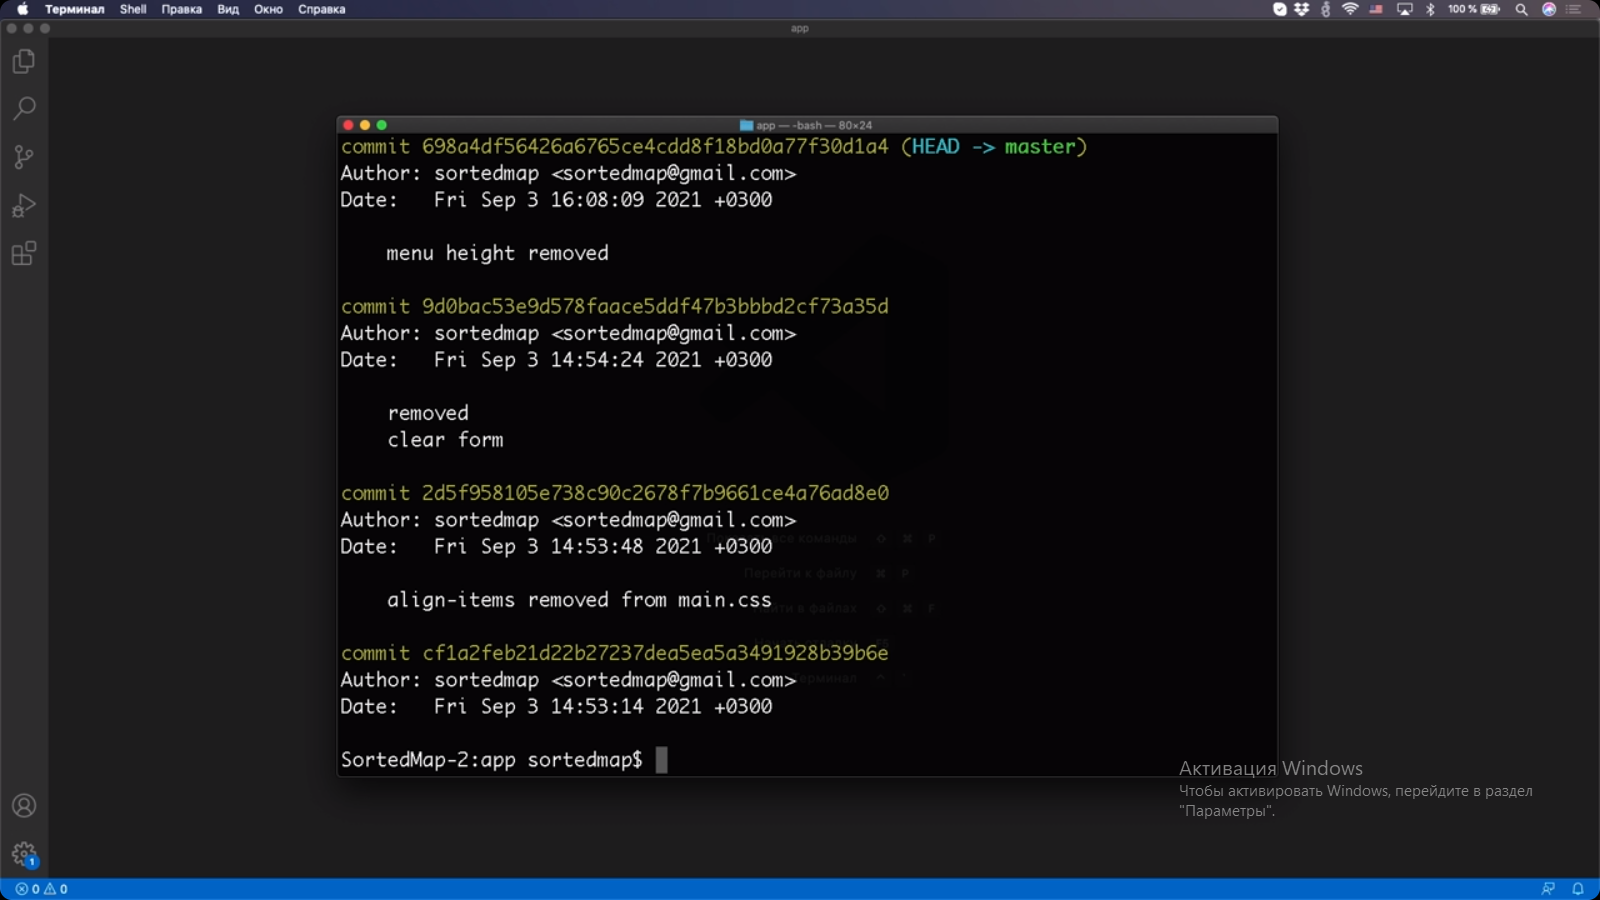 Терминал Shell Правка Вид Окно Справка 100 %
app
app — -bash — 80×24
commit 698a4df56426a6765ce4cdd8f18bd0a77f30d1a4 (HEAD -> master)
Author: sortedmap <sortedmap@gmail.com>
Date:   Fri Sep 3 16:08:09 2021 +0300
menu height removed
commit 9d0bac53e9d578faace5ddf47b3bbbd2cf73a35d
Author: sortedmap <sortedmap@gmail.com>
Date:   Fri Sep 3 14:54:24 2021 +0300
removed
clear form
commit 2d5f958105e738c90c2678f7b9661ce4a76ad8e0
Author: sortedmap <sortedmap@gmail.com>
Date:   Fri Sep 3 14:53:48 2021 +0300
команды ⇧ ⌘ P
Перейти к файлу ⌘ P
align-items removed from main.css
в файлах ⇧ ⌘ F
commit cf1a2feb21d22b27237dea5ea5a3491928b39b6e
Author: sortedmap <sortedmap@gmail.com>
Date:   Fri Sep 3 14:53:14 2021 +0300
SortedMap-2:app sortedmap$
Активация Windows
Чтобы активировать Windows, перейдите в раздел
"Параметры".
1
0 0